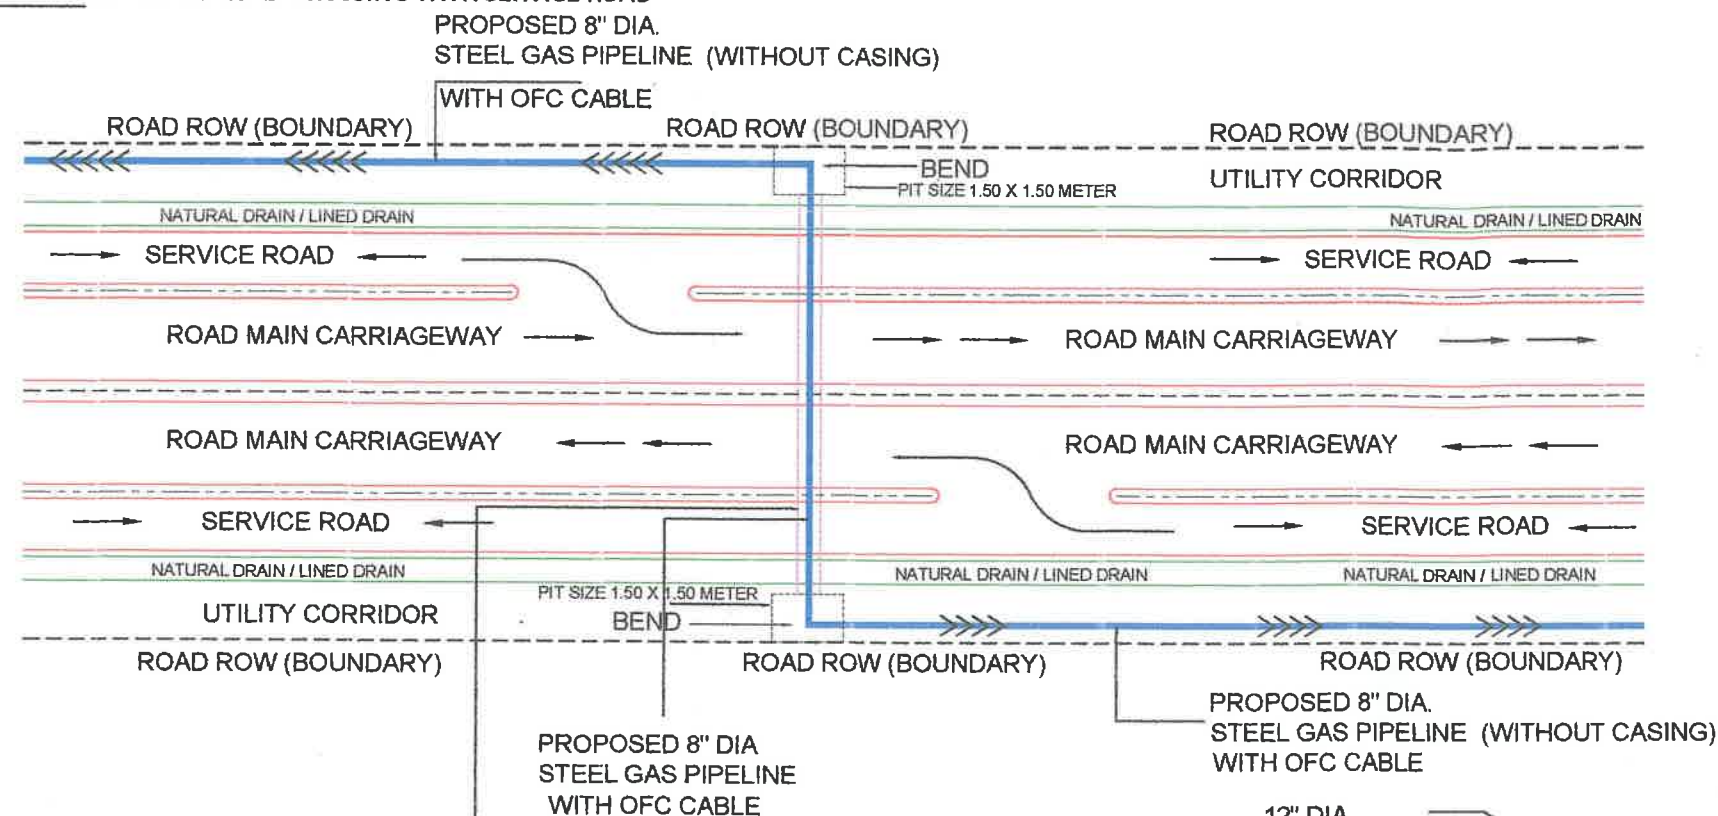 PROPOSED 8" DIA.
STEEL GAS PIPELINE (WITHOUT CASING)
WITH OFC CABLE
ROAD ROW (BOUNDARY)
ROAD ROW (BOUNDARY)
ROAD ROW (BOUNDARY)
BEND
PIT SIZE 1.50 X 1.50 METER
UTILITY CORRIDOR
NATURAL DRAIN / LINED DRAIN
NATURAL DRAIN / LINED DRAIN
SERVICE ROAD
SERVICE ROAD
ROAD MAIN CARRIAGEWAY
ROAD MAIN CARRIAGEWAY
ROAD MAIN CARRIAGEWAY
ROAD MAIN CARRIAGEWAY
SERVICE ROAD
SERVICE ROAD
NATURAL DRAIN / LINED DRAIN
NATURAL DRAIN / LINED DRAIN
NATURAL DRAIN / LINED DRAIN
PIT SIZE 1.50 X 1.50 METER
UTILITY CORRIDOR
BEND
ROAD ROW (BOUNDARY)
ROAD ROW (BOUNDARY)
ROAD ROW (BOUNDARY)
PROPOSED 8" DIA.
STEEL GAS PIPELINE (WITHOUT CASING)
WITH OFC CABLE
PROPOSED 8" DIA
STEEL GAS PIPELINE
WITH OFC CABLE
12" DIA